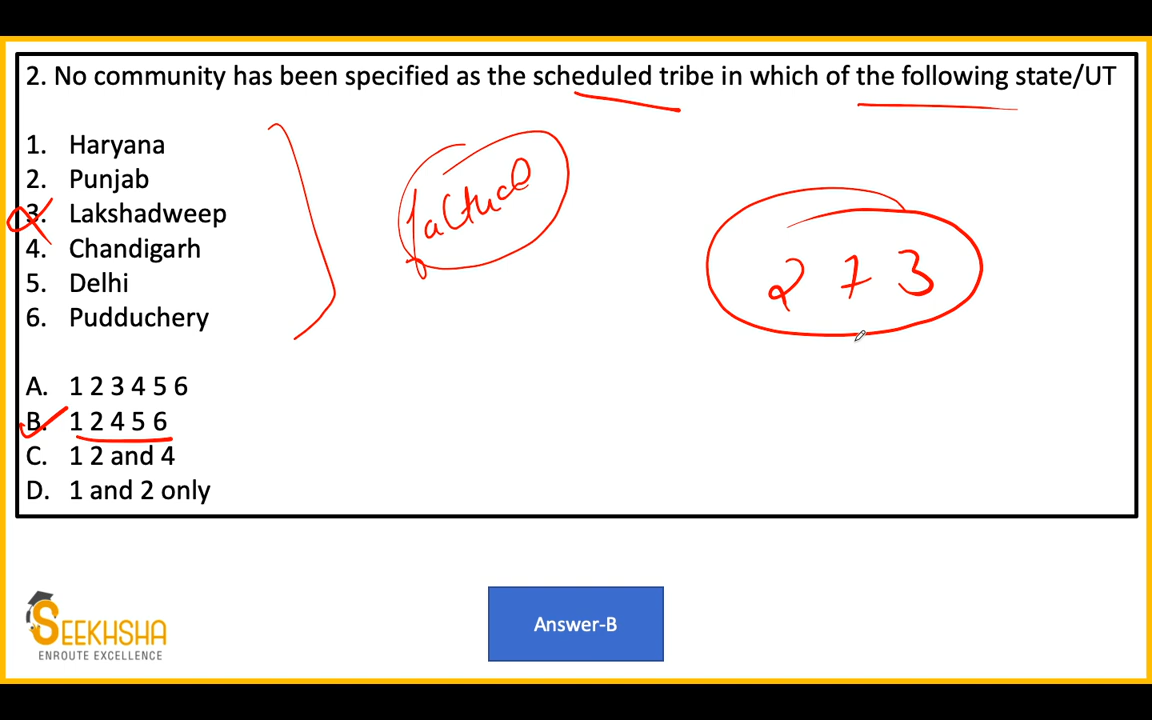 2. No community has been specified as the scheduled tribe in which of the following state/UT
1. Haryana
2. Punjab
3. Lakshadweep
4. Chandigarh
5. Delhi
6. Pudduchery
factual
2 7 3
A. 1 2 3 4 5 6
B. 1 2 4 5 6
C. 1 2 and 4
D. 1 and 2 only
SEEKHSHA
ENROUTE EXCELLENCE
Answer-B